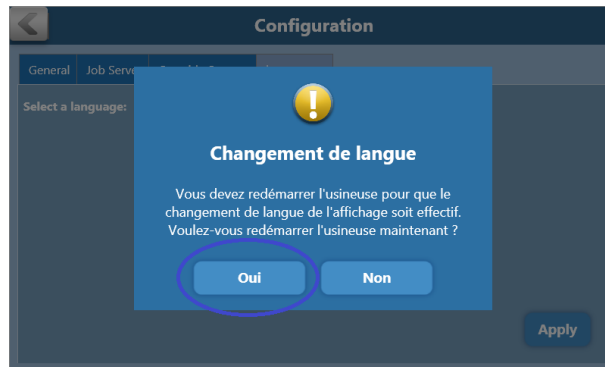 Configuration
General
Job Serve
Select a language:
Changement de langue
Vous devez redémarrer l'usineuse pour que le
changement de langue de l'affichage soit effectif.
Voulez-vous redémarrer l'usineuse maintenant ?
Oui
Non
Apply